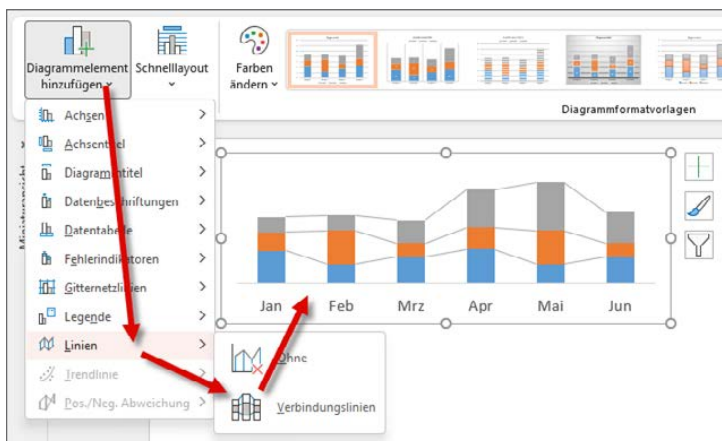 Diagrammelement
hinzufügen
Schnelllayout
Farben
ändern
Diagrammformatvorlagen
Achsen
Achsentitel
Diagrammtitel
Datenbeschriftungen
Datentabelle
Fehlerindikatoren
Gitternetzlinien
Legende
Linien
Trendlinie
Pos./Neg. Abweichung
Miniaturansicht
Jan Feb Mrz Apr Mai Jun
Ohne
Verbindungslinien